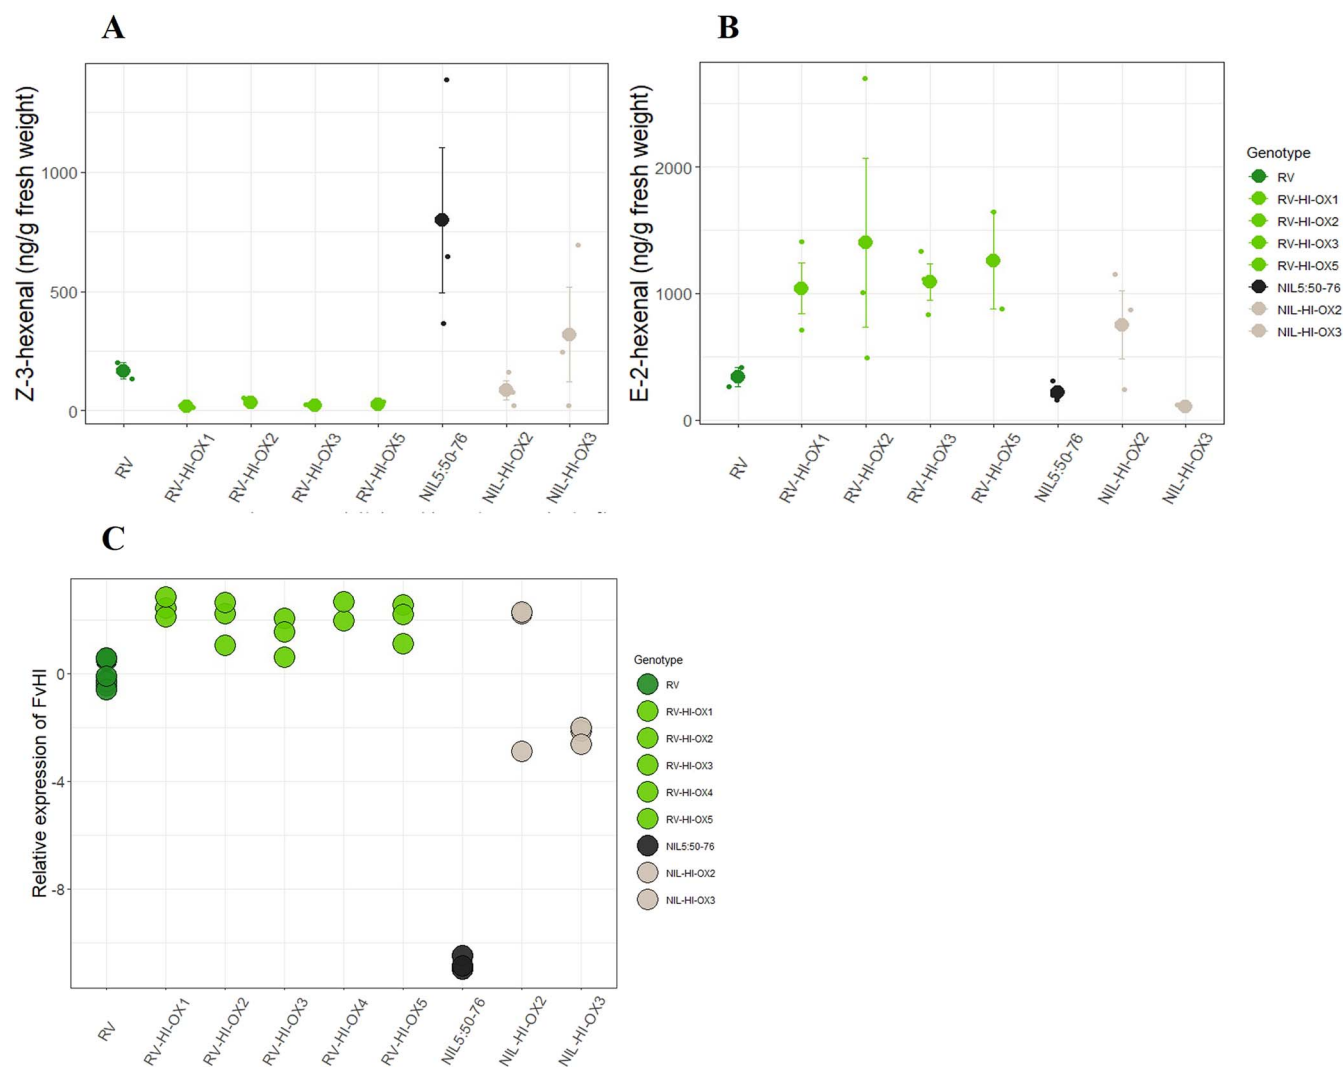 A
B
Z-3-hexenal (ng/g fresh weight)
1000
500
0
RV
RV-HI-OX1
RV-HI-OX2
RV-HI-OX3
RV-HI-OX5
NIL5:50-76
NIL-HI-OX2
NIL-HI-OX3
E-2-hexenal (ng/g fresh weight)
2000
1000
0
RV
RV-HI-OX1
RV-HI-OX2
RV-HI-OX3
RV-HI-OX5
NIL5:50-76
NIL-HI-OX2
NIL-HI-OX3
Genotype
RV
RV-HI-OX1
RV-HI-OX2
RV-HI-OX3
RV-HI-OX5
NIL5:50-76
NIL-HI-OX2
NIL-HI-OX3
C
Relative expression of FvHI
0
-4
-8
RV
RV-HI-OX1
RV-HI-OX2
RV-HI-OX3
RV-HI-OX4
RV-HI-OX5
NIL5:50-76
NIL-HI-OX2
NIL-HI-OX3
Genotype
RV
RV-HI-OX1
RV-HI-OX2
RV-HI-OX3
RV-HI-OX4
RV-HI-OX5
NIL5:50-76
NIL-HI-OX2
NIL-HI-OX3